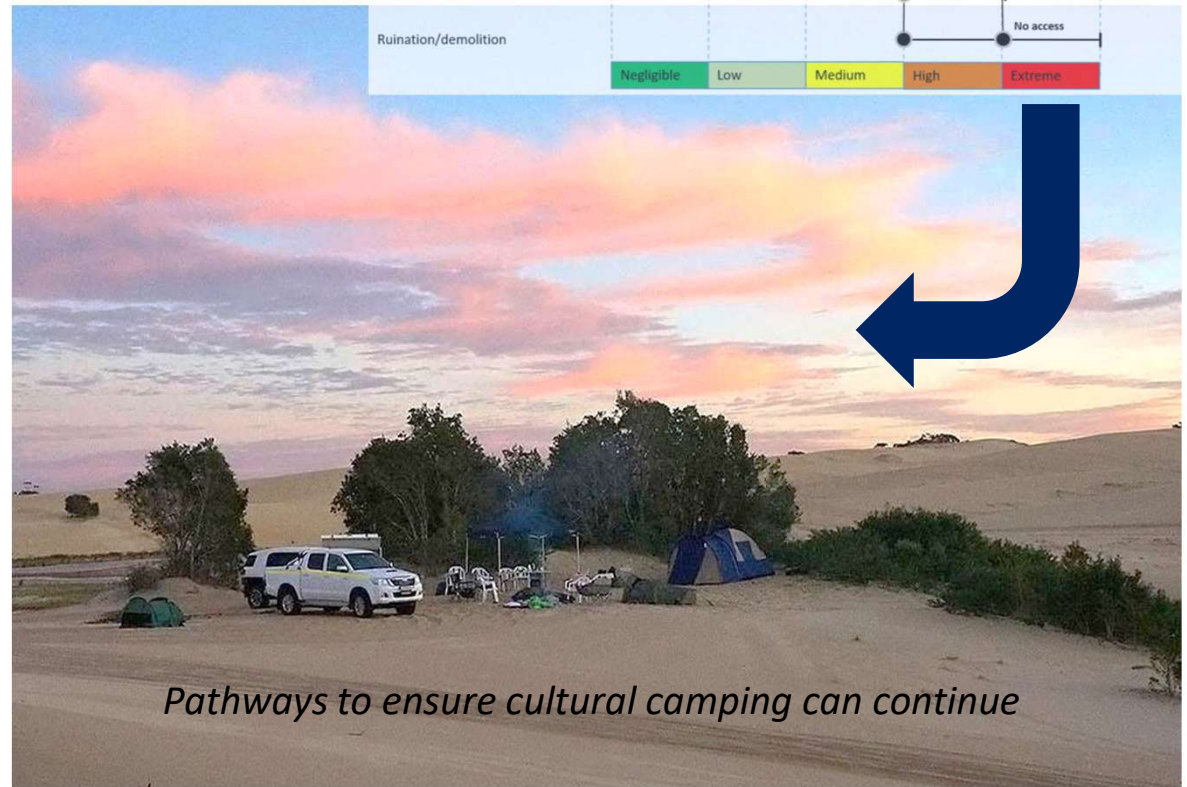 No access
Ruination/demolition
Negligible Low Medium High Extreme
Pathways to ensure cultural camping can continue